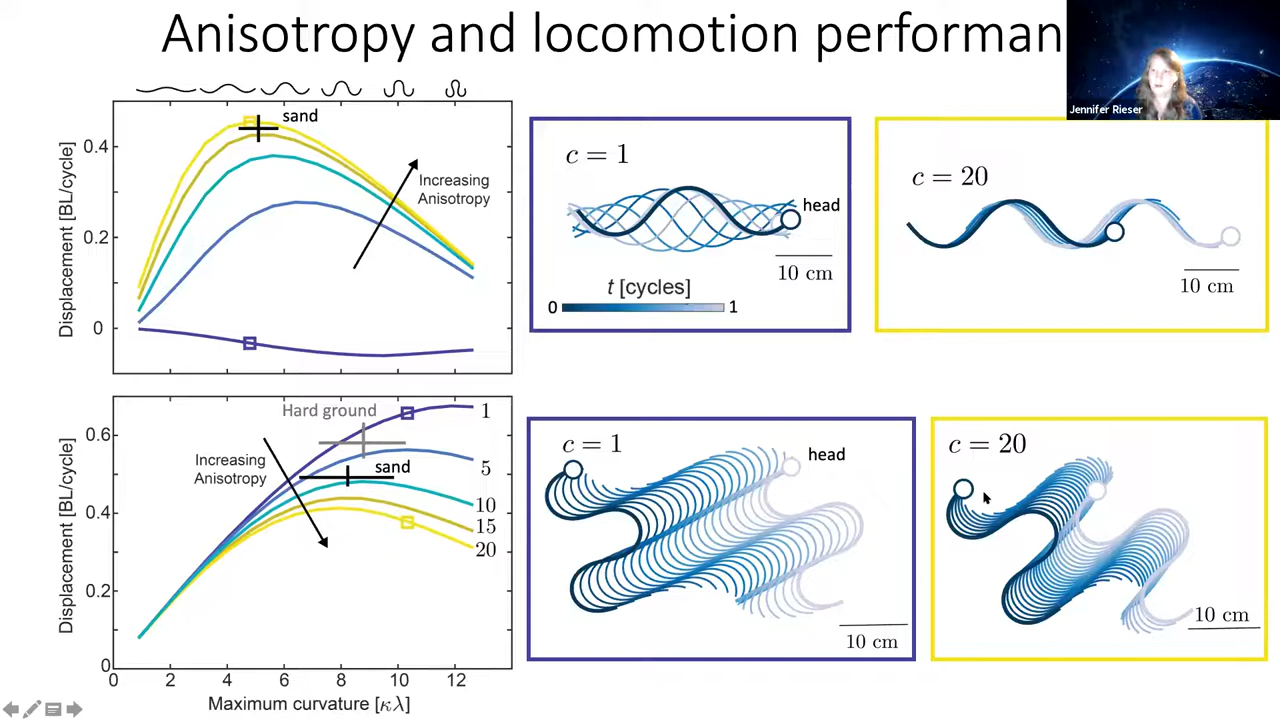 Anisotropy and locomotion performan
Jennifer Rieser
sand
0.4
0.2
0
Displacement [BL/cycle]
Increasing
Anisotropy
c = 1
head
10 cm
t [cycles]
0
1
c = 20
10 cm
Hard ground
1
5
10
15
20
Increasing
Anisotropy
sand
0.6
0.4
0.2
0
Displacement [BL/cycle]
0 2 4 6 8 10 12
Maximum curvature [κλ]
c = 1
head
10 cm
c = 20
10 cm